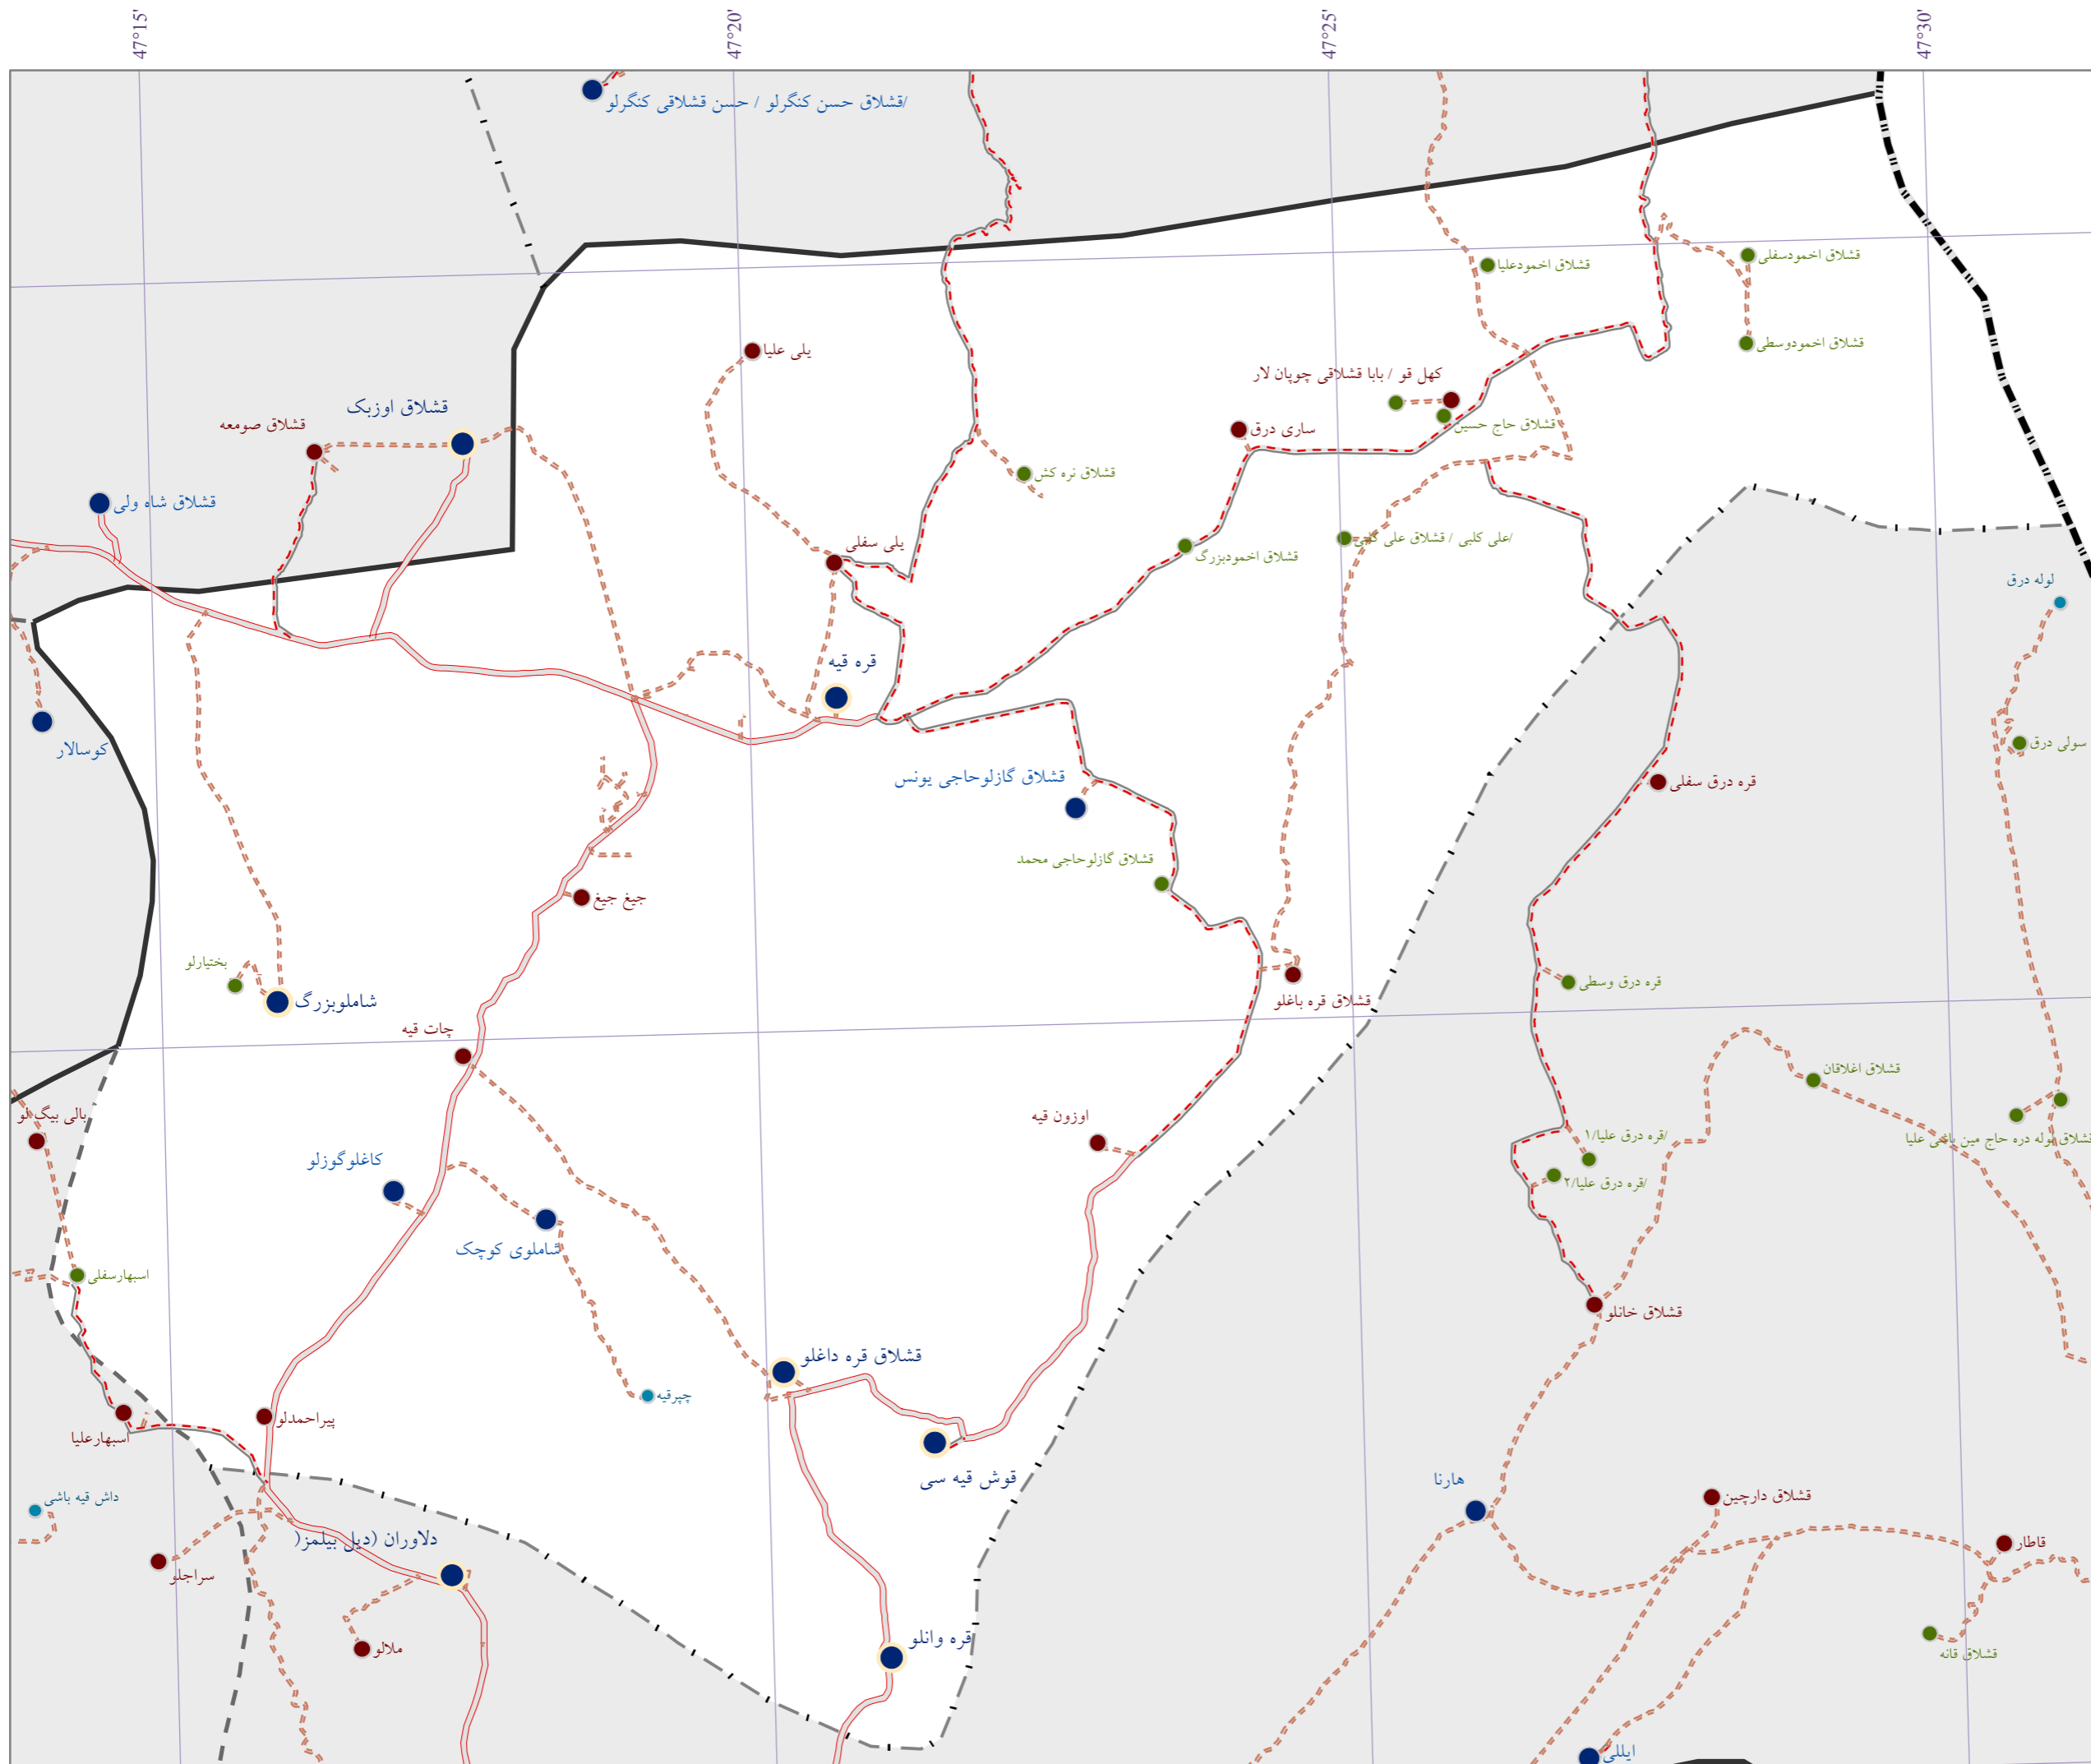 47°15'
47°20'
47°25'
47°30'
قشلاق حسن کنگرلو / حسن قشلاقی کنگرلو/
قشلاق اخمودسفلی
قشلاق اخمودعلیا
قشلاق اخمودوسطی
یلی علیا
کهل قو / بابا قشلاقی چوپان لار
قشلاق اوزبک
قشلاق صومعه
قشلاق حاج حسین
ساری درق
قشلاق نره کش
قشلاق شاه ولی
علی کلبی / قشلاق علی کلبی/
یلی سفلی
قشلاق اخمودبزرگ
لوله درق
قره قیه
سولی درق
کوسالار
قشلاق گازلوحاجی یونس
قره درق سفلی
قشلاق گازلوحاجی محمد
جیغ جیغ
بختیارلو
قره درق وسطی
شاملوبزرگ
قشلاق قره باغلو
چات قیه
قشلاق اغلاقان
بالی بیگ لو
اوزون قیه
قره درق علیا/۱/
قشلاق لوله دره حاج مین باشی علیا
کاغلوگوزلو
قره درق علیا/۲/
شاملوی کوچک
اسبهارسفلی
قشلاق خانلو
قشلاق قره داغلو
چپرقیه
پیراحمدلو
اسبهارعلیا
قوش قیه سی
هارنا
قشلاق دارچین
داش قیه باشی
دلاوران (دیل بیلمز(
قاطار
سراجلو
قره وانلو
ملالو
قشلاق قانه
ایللی